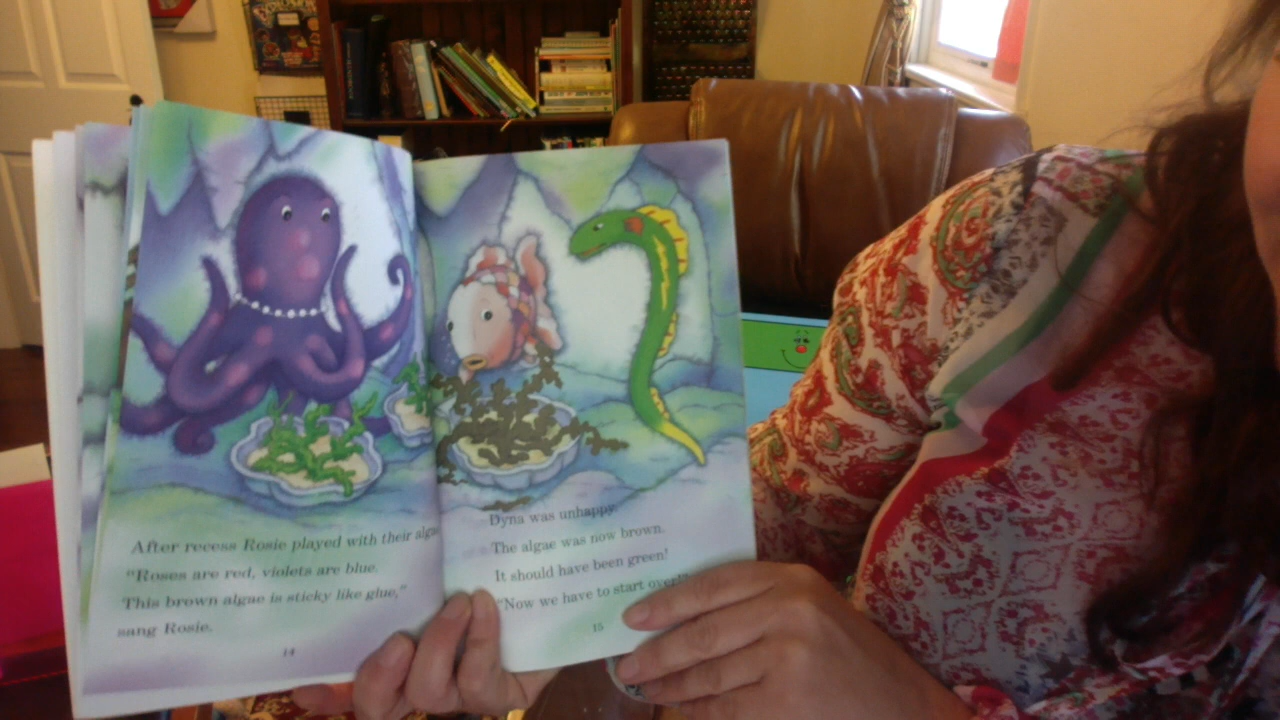 After recess Rosie played with their algae
"Roses are red, violets are blue.
This brown algae is sticky like glue,"
sang Rosie.
14
Dyna was unhappy.
The algae was now brown.
It should have been green!
"Now we have to start over!"
15